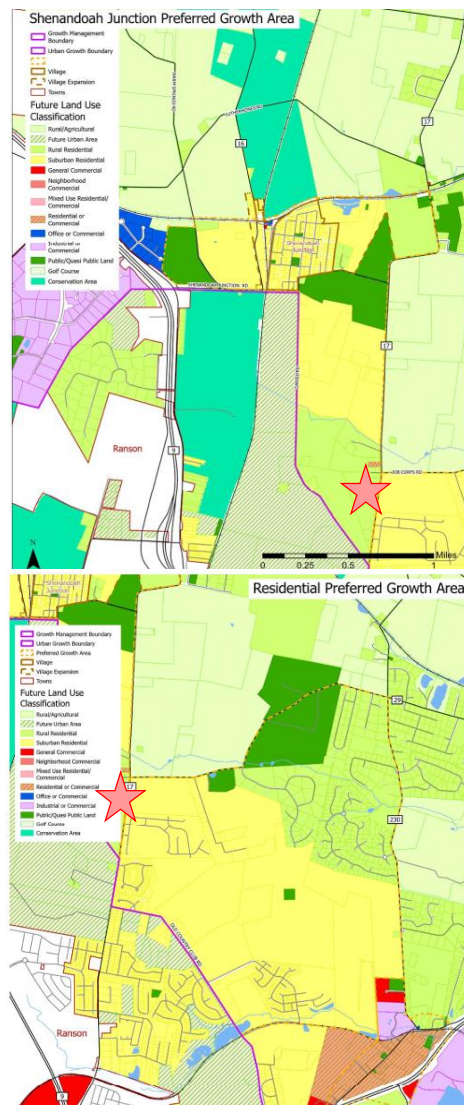 Shenandoah Junction Preferred Growth Area
Growth Management
Boundary
Urban Growth Boundary
Village
Village Expansion
Towns
Future Land Use
Classification
Rural/Agricultural
Future Urban Area
Rural Residential
Suburban Residential
General Commercial
Neighborhood
Commercial
Mixed Use Residential/
Commercial
Residential or
Commercial
Office or Commercial
Industrial or
Commercial
Public/Quasi Public Land
Golf Course
Conservation Area
16
17
Shenandoah
Junction
SHENANDOAH JUNCTION RD
17
Ranson
9
JOB CORPS RD
N
Miles
0 0.25 0.5 1
Shenandoah
Junction
Residential Preferred Growth Area
Growth Management Boundary
Urban Growth Boundary
Preferred Growth Area
Village
Village Expansion
Towns
Future Land Use
Classification
Rural/Agricultural
Future Urban Area
Rural Residential
Suburban Residential
General Commercial
Neighborhood Commercial
Mixed Use Residential/
Commercial
Residential or Commercial
Office or Commercial
Industrial or Commercial
Public/Quasi Public Land
Golf Course
Conservation Area
29
17
230
OLD COUNTRY CLUB RD
Ranson
9